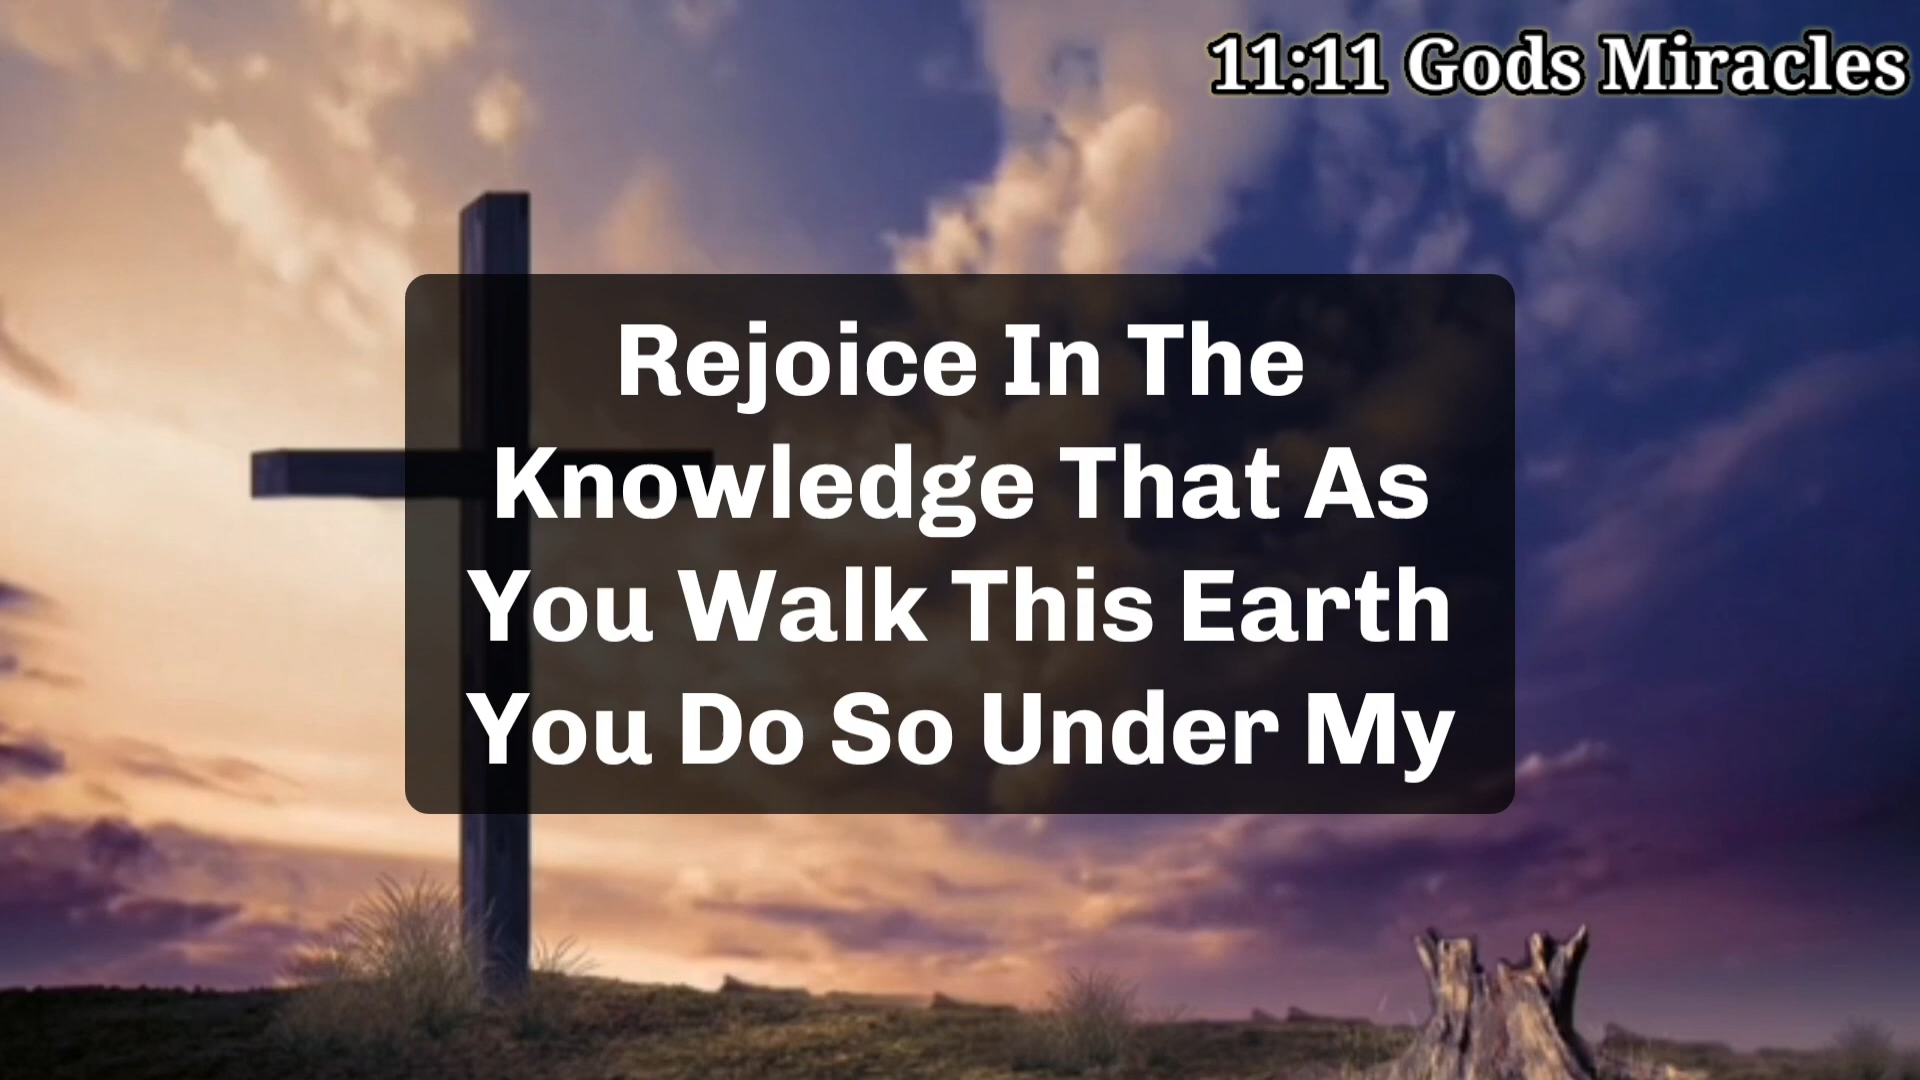 11:11 Gods Miracles
Rejoice In The
Knowledge That As
You Walk This Earth
You Do So Under My